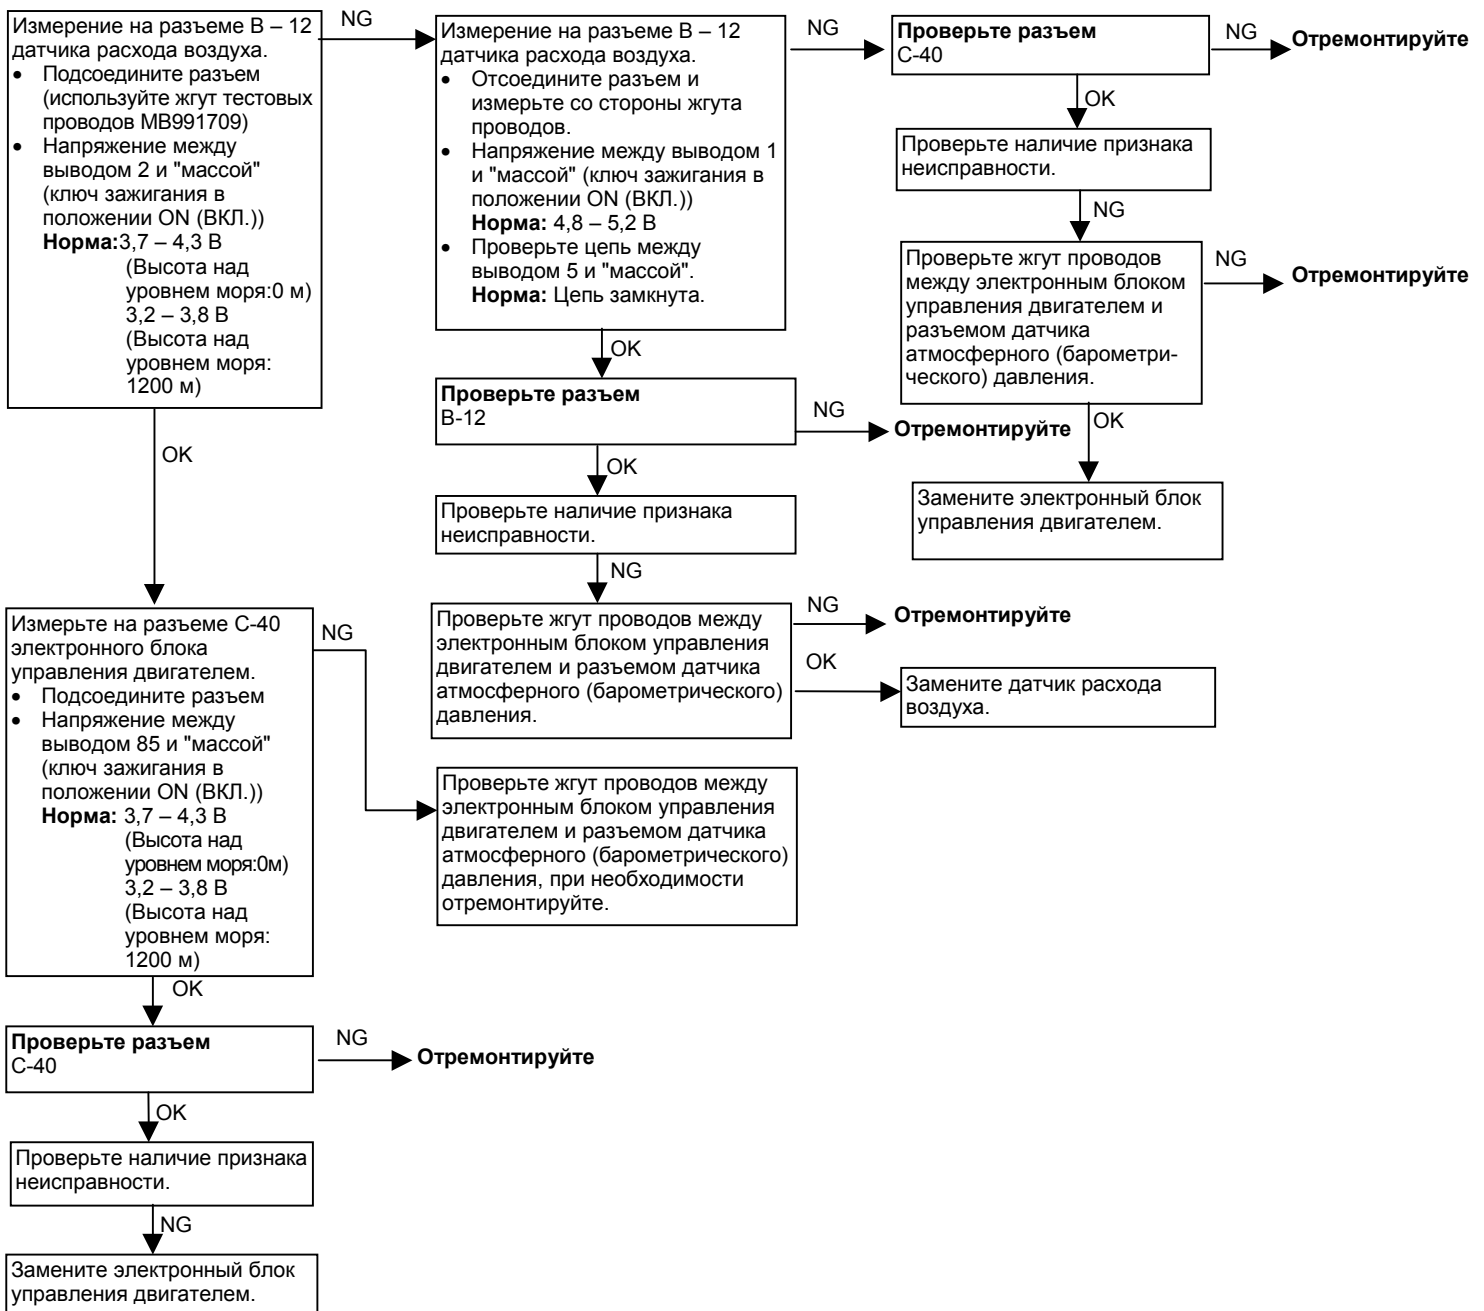 Измерение на разъеме В – 12
датчика расхода воздуха.
• Подсоедините разъем
(используйте жгут тестовых
проводов МВ991709)
• Напряжение между
выводом 2 и "массой"
(ключ зажигания в
положении ON (ВКЛ.))
Норма:3,7 – 4,3 В
(Высота над
уровнем моря:0 м)
3,2 – 3,8 В
(Высота над
уровнем моря:
1200 м)
NG
Измерение на разъеме В – 12
датчика расхода воздуха.
• Отсоедините разъем и
измерьте со стороны жгута
проводов.
• Напряжение между выводом 1
и "массой" (ключ зажигания в
положении ON (ВКЛ.))
Норма: 4,8 – 5,2 В
• Проверьте цепь между
выводом 5 и "массой".
Норма: Цепь замкнута.
NG
Проверьте разъем
С-40
NG
Отремонтируйте
OK
Проверьте наличие признака
неисправности.
NG
Проверьте жгут проводов
между электронным блоком
управления двигателем и
разъемом датчика
атмосферного (барометри-
ческого) давления.
NG
Отремонтируйте
OK
Замените электронный блок
управления двигателем.
OK
Проверьте разъем
В-12
NG
Отремонтируйте
OK
Проверьте наличие признака
неисправности.
NG
Проверьте жгут проводов между
электронным блоком управления
двигателем и разъемом датчика
атмосферного (барометрического)
давления.
NG
Отремонтируйте
OK
Замените датчик расхода
воздуха.
OK
Измерьте на разъеме С-40
электронного блока
управления двигателем.
• Подсоедините разъем
• Напряжение между
выводом 85 и "массой"
(ключ зажигания в
положении ON (ВКЛ.))
Норма: 3,7 – 4,3 В
(Высота над
уровнем моря:0м)
3,2 – 3,8 В
(Высота над
уровнем моря:
1200 м)
NG
Проверьте жгут проводов между
электронным блоком управления
двигателем и разъемом датчика
атмосферного (барометрического)
давления, при необходимости
отремонтируйте.
OK
Проверьте разъем
С-40
NG
Отремонтируйте
OK
Проверьте наличие признака
неисправности.
NG
Замените электронный блок
управления двигателем.